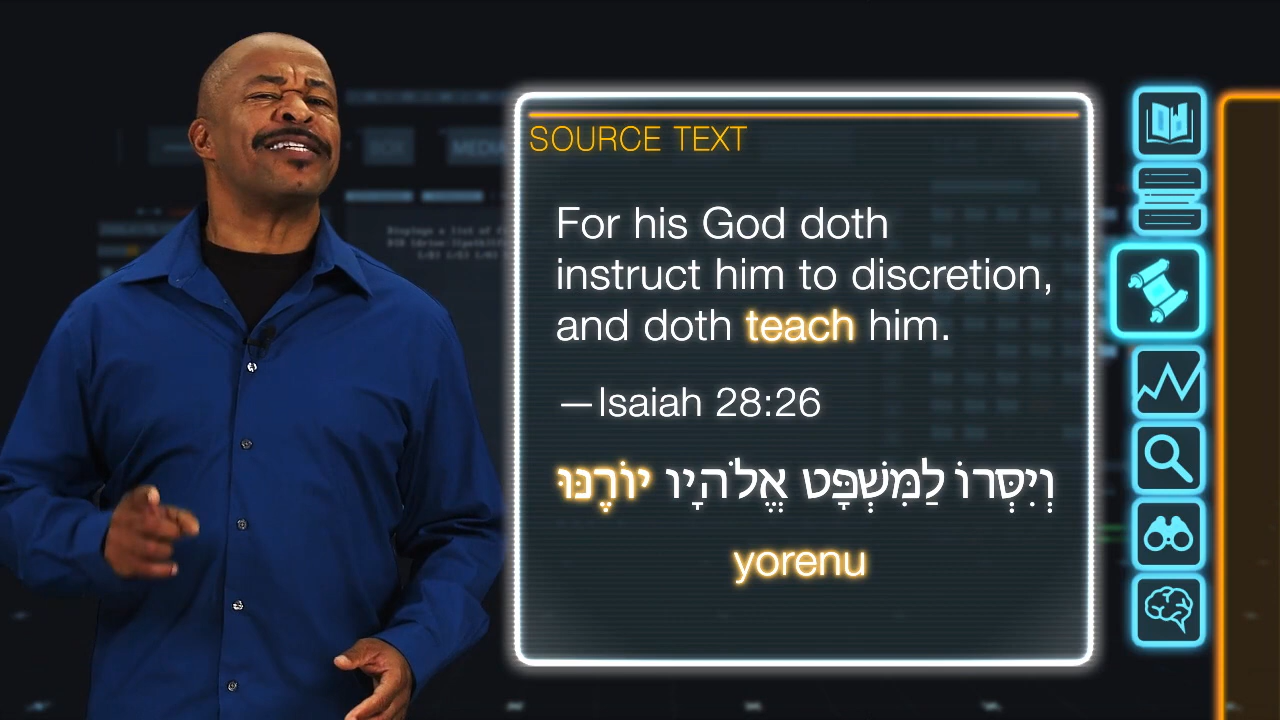 SOURCE TEXT
For his God doth
instruct him to discretion,
and doth teach him.
—Isaiah 28:26
וְיִסְּרוֹ לַמִּשְׁפָּט אֱלֹהָיו יוֹרֶנּוּ
yorenu